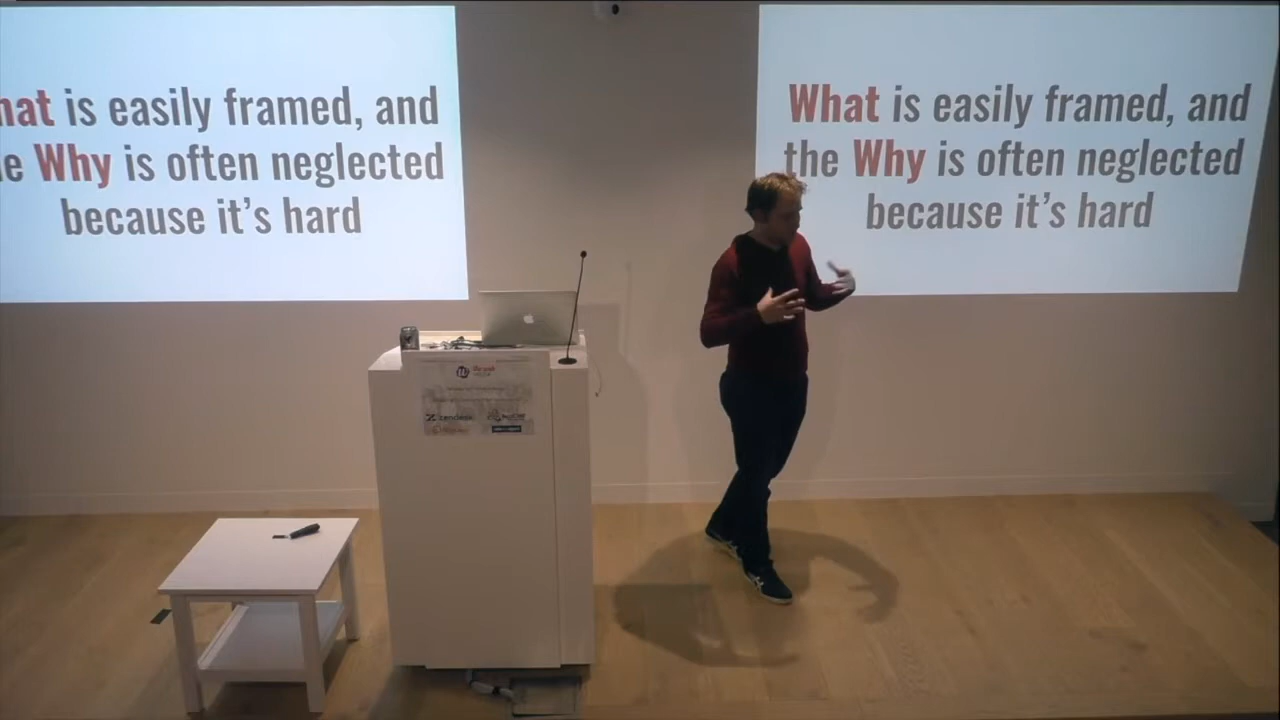 hat is easily framed, and
e Why is often neglected
because it's hard
What is easily framed, and
the Why is often neglected
because it's hard
zendesk